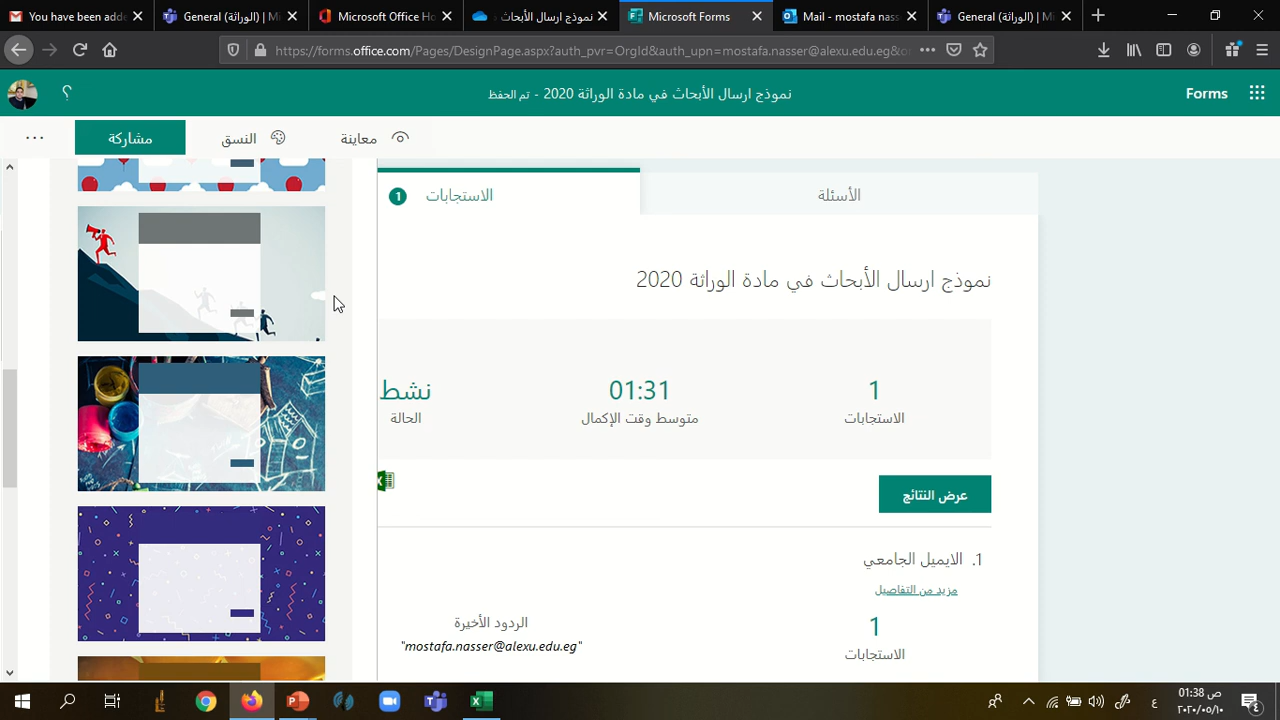 You have been added
General (الوراثة) | Mi
Microsoft Office Ho
نموذج ارسال الأبحاث
Microsoft Forms
Mail - mostafa nass
General (الوراثة) | Mi
https://forms.office.com/Pages/DesignPage.aspx?auth_pvr=OrgId&auth_upn=mostafa.nasser@alexu.edu.eg&o
Forms
نموذج ارسال الأبحاث في مادة الوراثة 2020 - تم الحفظ
؟
معاينة
النسق
مشاركة
...
الأسئلة
الاستجابات
1
نموذج ارسال الأبحاث في مادة الوراثة 2020
1
01:31
نشط
الاستجابات
متوسط وقت الإكمال
الحالة
عرض النتائج
1. الايميل الجامعي
مزيد من التفاصيل
1
الاستجابات
الردود الأخيرة
"mostafa.nasser@alexu.edu.eg"
ع
01:38 ص
٢٠٢٠/٠٥/١٠